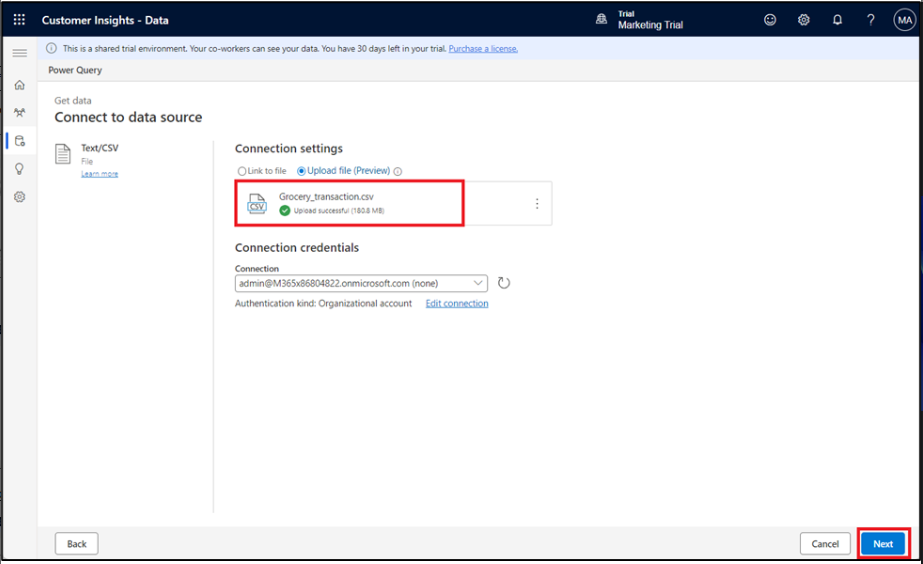 Customer Insights - Data
Trial
Marketing Trial
?
MA
This is a shared trial environment. Your co-workers can see your data. You have 30 days left in your trial. Purchase a license.
Power Query
Get data
Connect to data source
Text/CSV
File
Learn more
Connection settings
Link to file
Upload file (Preview)
CSV
Grocery_transaction.csv
Upload successful (180.8 MB)
Connection credentials
Connection
admin@M365x86804822.onmicrosoft.com (none)
Authentication kind: Organizational account Edit connection
Back
Cancel
Next